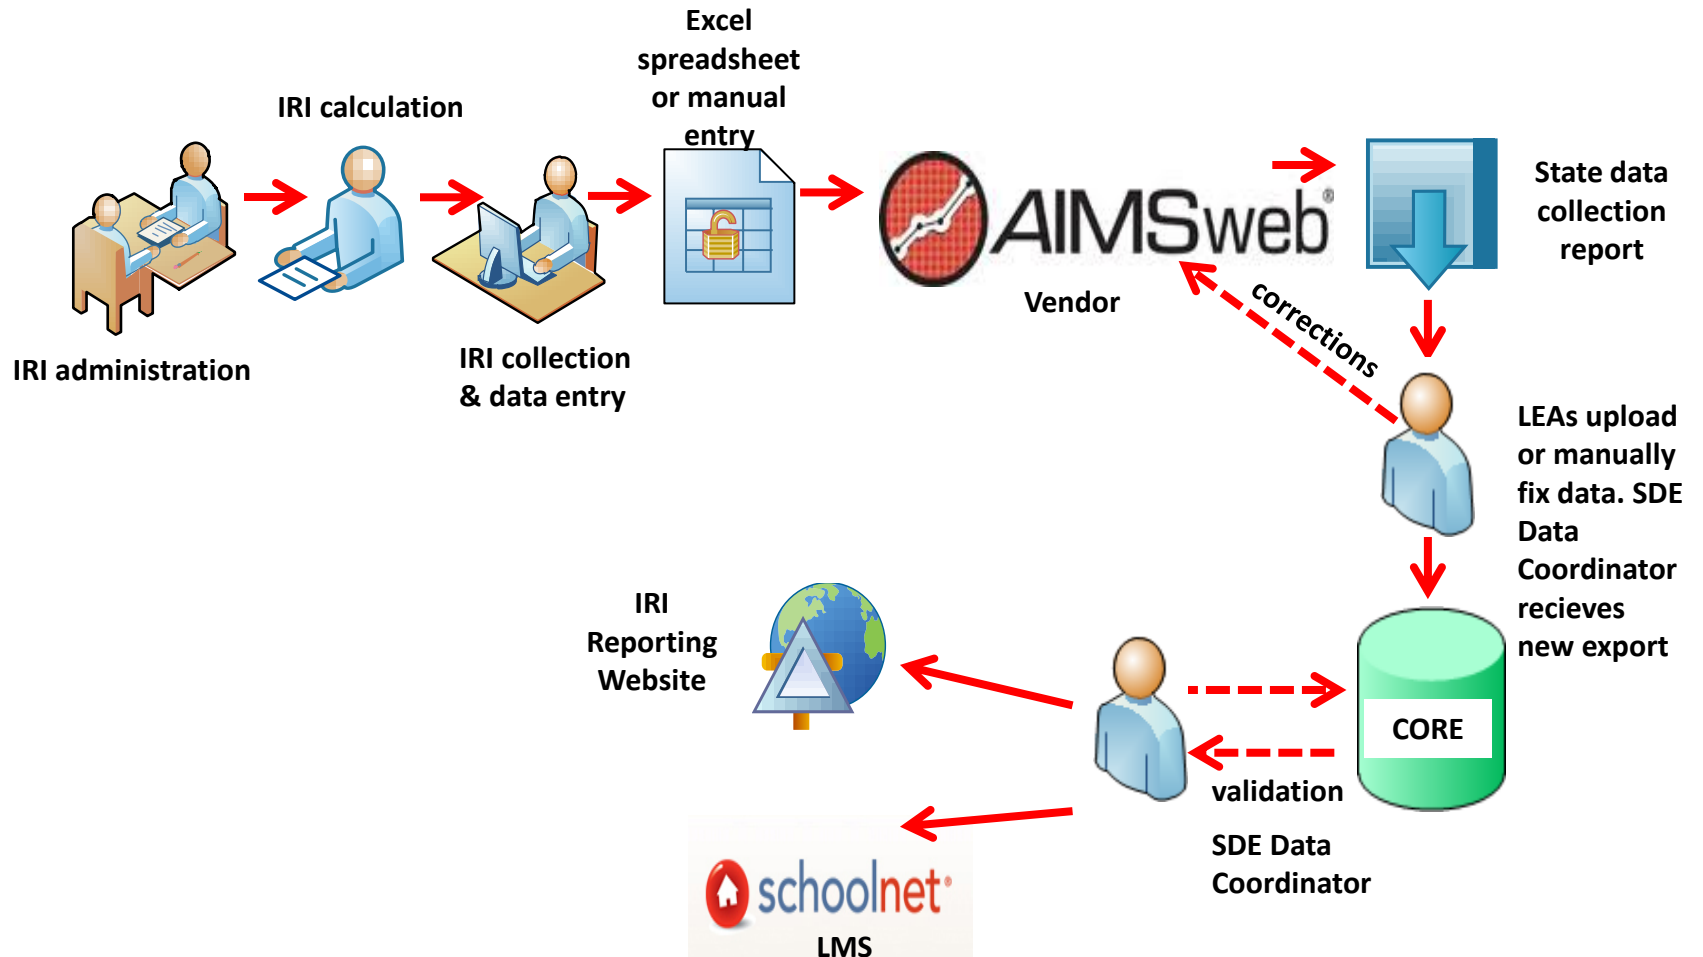 Excel
spreadsheet
or manual
entry
IRI calculation
IRI administration
IRI collection
& data entry
AIMSweb®
Vendor
State data
collection
report
corrections
LEAs upload
or manually
fix data. SDE
Data
Coordinator
recieves
new export
IRI
Reporting
Website
CORE
validation
SDE Data
Coordinator
schoolnet®
LMS